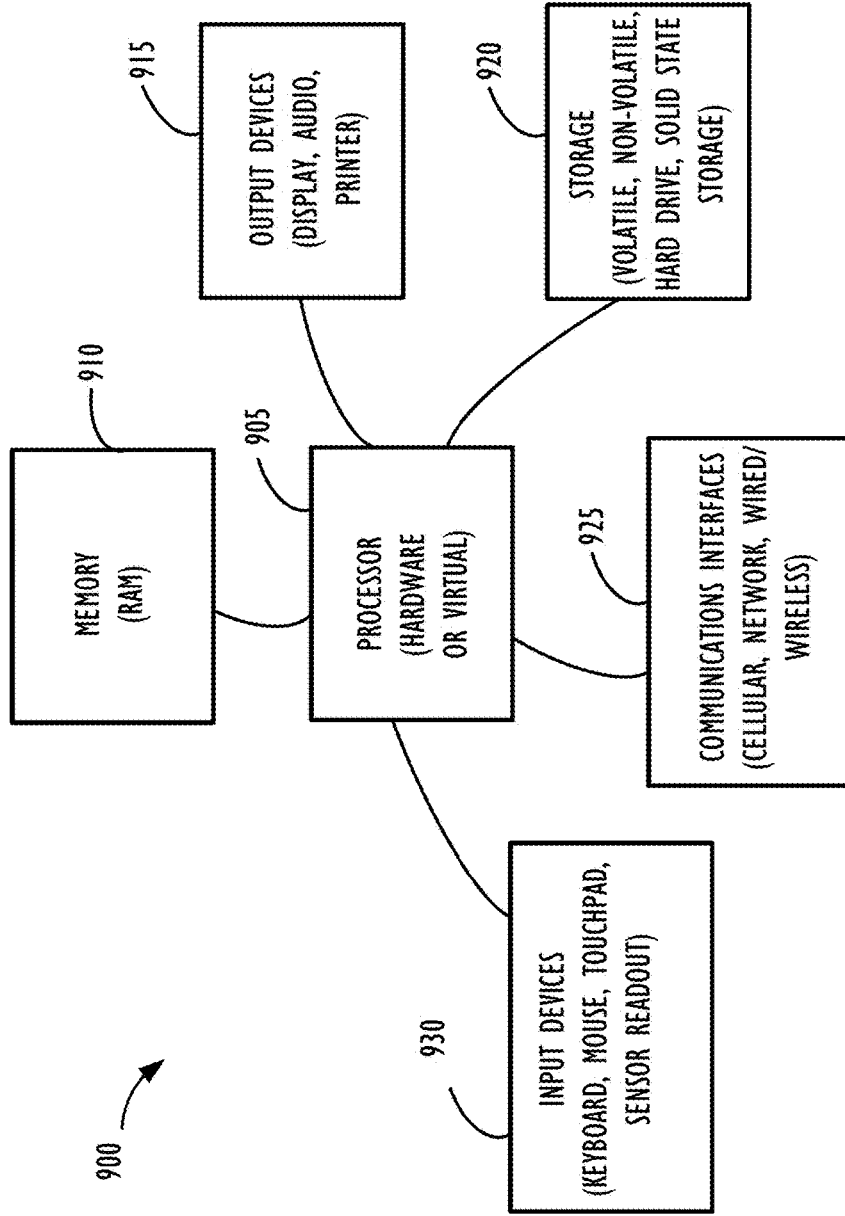 900
MEMORY
(RAM)
910
OUTPUT DEVICES
(DISPLAY, AUDIO,
PRINTER)
915
PROCESSOR
(HARDWARE
OR VIRTUAL)
905
INPUT DEVICES
(KEYBOARD, MOUSE, TOUCHPAD,
SENSOR READOUT)
930
COMMUNICATIONS INTERFACES
(CELLULAR, NETWORK, WIRED/
WIRELESS)
925
STORAGE
(VOLATILE, NON-VOLATILE,
HARD DRIVE, SOLID STATE
STORAGE)
920